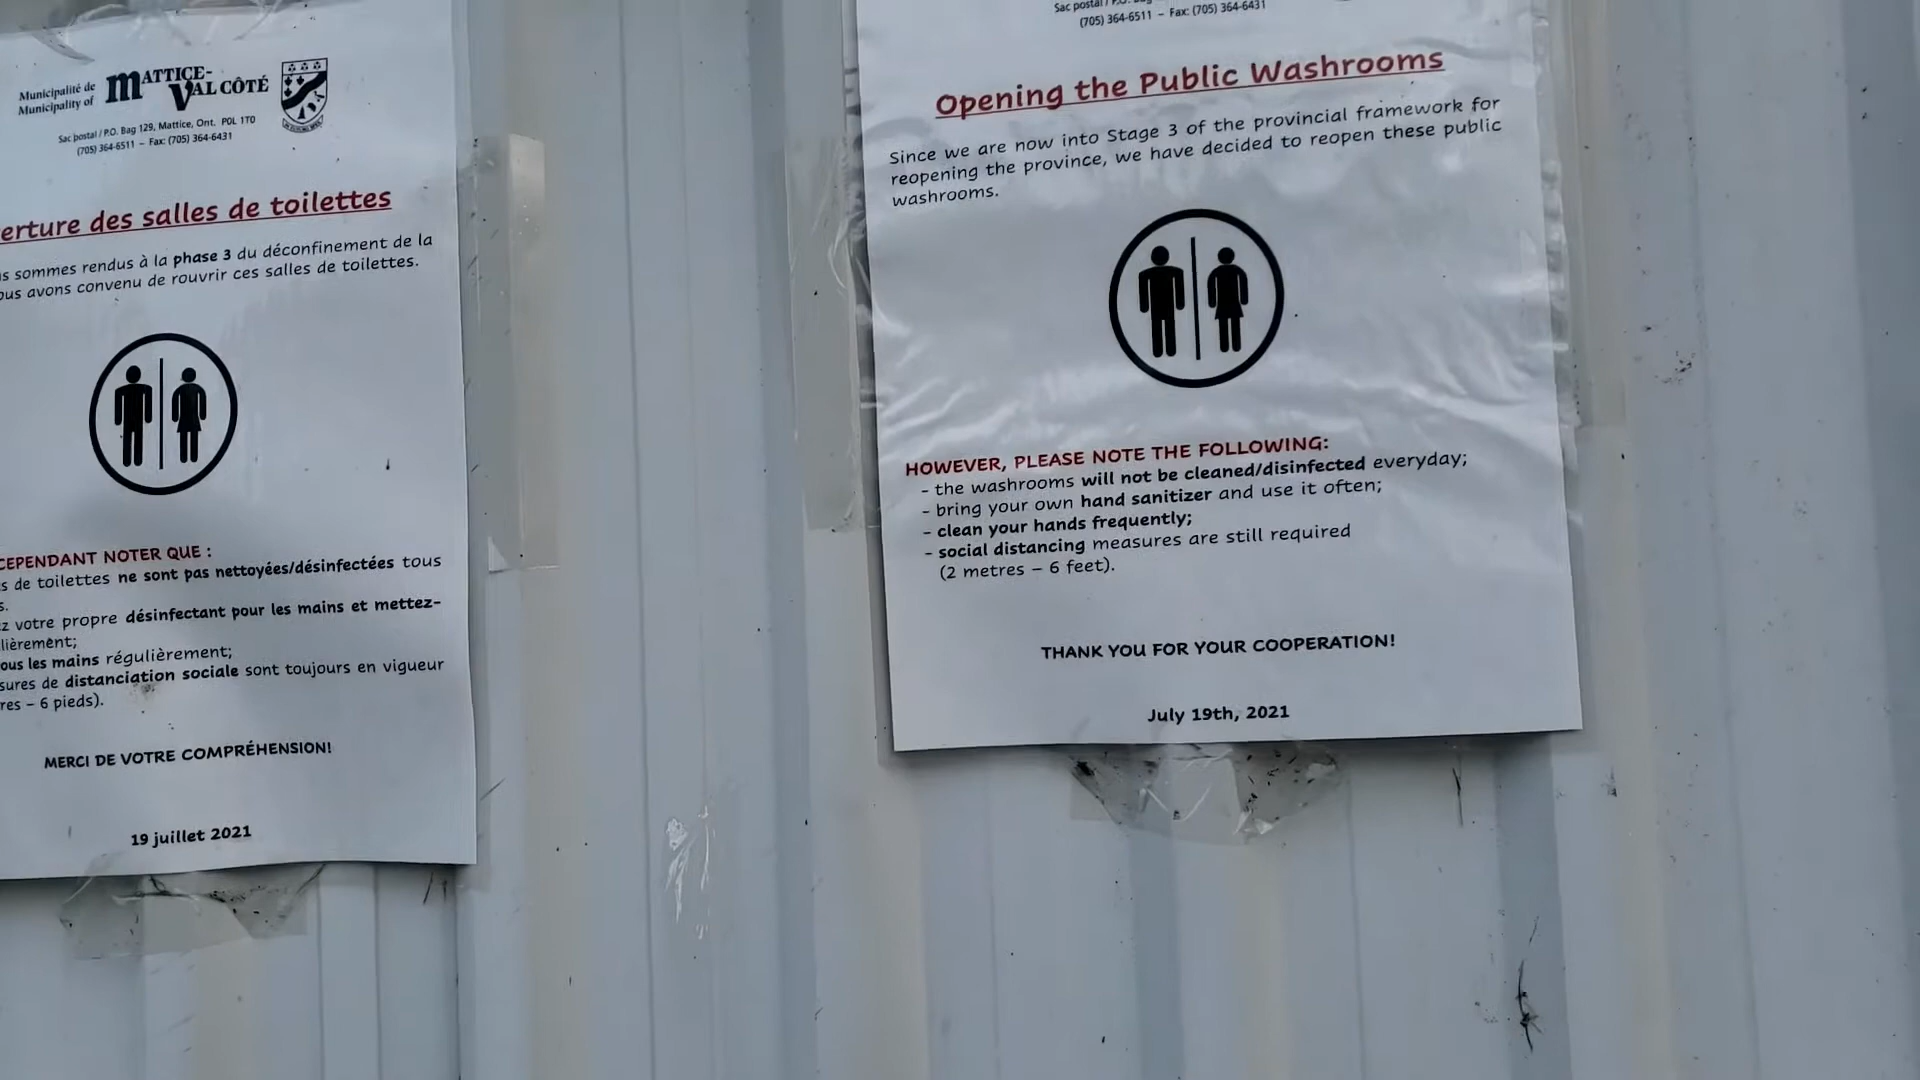 Municipalité de
Municipality of
MATTICE-
VAL CÔTÉ
Sac postal / P.O. Bag 129, Mattice, Ont. P0L 1T0
(705) 364-6511 – Fax: (705) 364-6431
erture des salles de toilettes
s sommes rendus à la phase 3 du déconfinement de la
ous avons convenu de rouvrir ces salles de toilettes.
CEPENDANT NOTER QUE :
s de toilettes ne sont pas nettoyées/désinfectées tous
s.
z votre propre désinfectant pour les mains et mettez-
lièrement;
ous les mains régulièrement;
sures de distanciation sociale sont toujours en vigueur
res – 6 pieds).
MERCI DE VOTRE COMPRÉHENSION!
19 juillet 2021
Sac postal / P.O. Bag
(705) 364-6511 – Fax: (705) 364-6431
Opening the Public Washrooms
Since we are now into Stage 3 of the provincial framework for
reopening the province, we have decided to reopen these public
washrooms.
HOWEVER, PLEASE NOTE THE FOLLOWING:
- the washrooms will not be cleaned/disinfected everyday;
- bring your own hand sanitizer and use it often;
- clean your hands frequently;
- social distancing measures are still required
(2 metres – 6 feet).
THANK YOU FOR YOUR COOPERATION!
July 19th, 2021